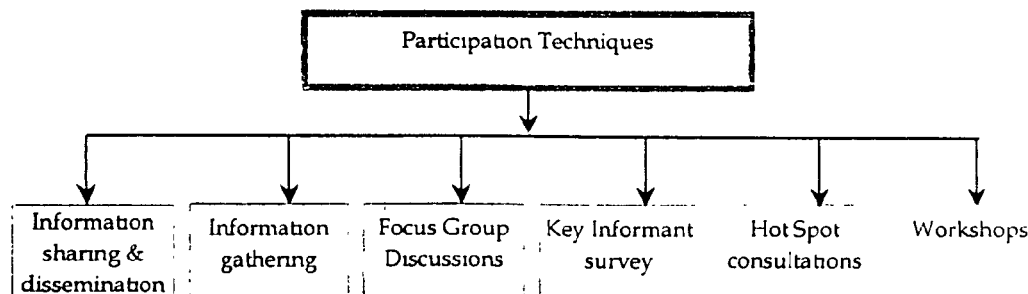 Participation Techniques
Information
sharing &
dissemination
Information
gathering
Focus Group
Discussions
Key Informant
survey
Hot Spot
consultations
Workshops